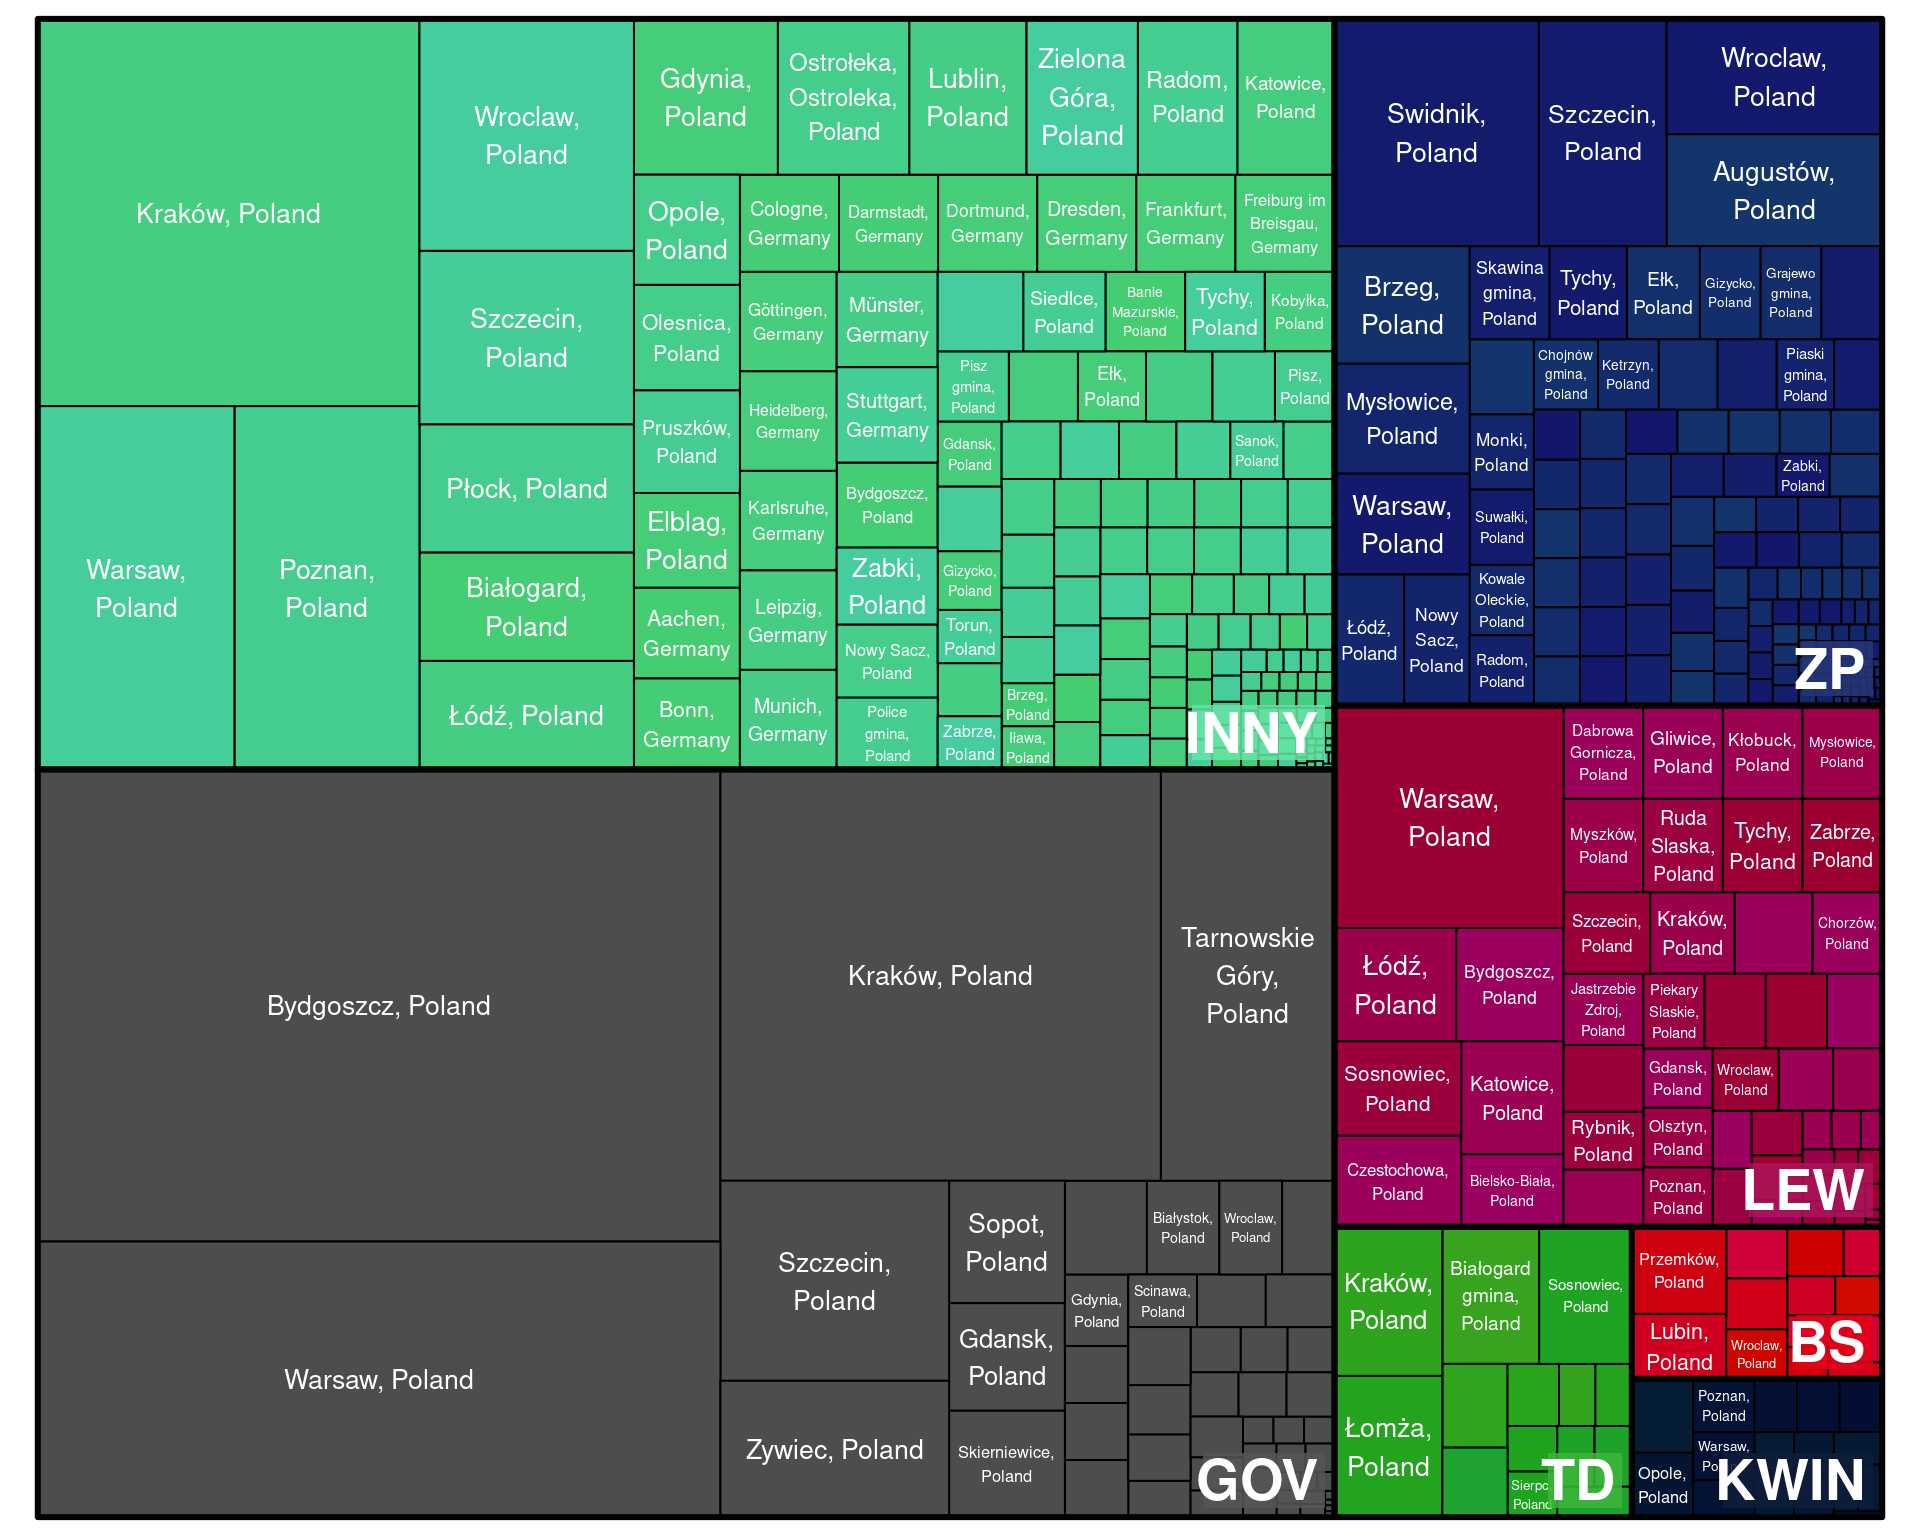 Kraków, Poland
Warsaw,
Poland
Poznan,
Poland
Wroclaw,
Poland
Szczecin,
Poland
Płock, Poland
Białogard,
Poland
Łódź, Poland
Gdynia,
Poland
Ostrołeka,
Ostroleka,
Poland
Lublin,
Poland
Zielona
Góra,
Poland
Radom,
Poland
Katowice,
Poland
Opole,
Poland
Olesnica,
Poland
Pruszków,
Poland
Elblag,
Poland
Aachen,
Germany
Bonn,
Germany
Cologne,
Germany
Darmstadt,
Germany
Dortmund,
Germany
Dresden,
Germany
Frankfurt,
Germany
Freiburg im
Breisgau,
Germany
Göttingen,
Germany
Heidelberg,
Germany
Karlsruhe,
Germany
Leipzig,
Germany
Munich,
Germany
Münster,
Germany
Stuttgart,
Germany
Bydgoszcz,
Poland
Zabki,
Poland
Nowy Sacz,
Poland
Police
gmina,
Poland
Siedlce,
Poland
Banie
Mazurskie,
Poland
Tychy,
Poland
Kobyłka,
Poland
Pisz
gmina,
Poland
Ełk,
Poland
Pisz,
Poland
Gdansk,
Poland
Sanok,
Poland
Gizycko,
Poland
Torun,
Poland
Zabrze,
Poland
Brzeg,
Poland
Iława,
Poland
INNY
Swidnik,
Poland
Szczecin,
Poland
Wroclaw,
Poland
Augustów,
Poland
Brzeg,
Poland
Mysłowice,
Poland
Warsaw,
Poland
Łódź,
Poland
Nowy
Sacz,
Poland
Skawina
gmina,
Poland
Tychy,
Poland
Ełk,
Poland
Gizycko,
Poland
Grajewo
gmina,
Poland
Chojnów
gmina,
Poland
Ketrzyn,
Poland
Piaski
gmina,
Poland
Monki,
Poland
Suwałki,
Poland
Kowale
Oleckie,
Poland
Radom,
Poland
Zabki,
Poland
ZP
Bydgoszcz, Poland
Warsaw, Poland
Kraków, Poland
Tarnowskie
Góry,
Poland
Szczecin,
Poland
Zywiec, Poland
Sopot,
Poland
Gdansk,
Poland
Skierniewice,
Poland
Białystok,
Poland
Wroclaw,
Poland
Gdynia,
Poland
Scinawa,
Poland
GOV
Warsaw,
Poland
Łódź,
Poland
Bydgoszcz,
Poland
Sosnowiec,
Poland
Katowice,
Poland
Czestochowa,
Poland
Bielsko-Biała,
Poland
Dabrowa
Gornicza,
Poland
Gliwice,
Poland
Kłobuck,
Poland
Mysłowice,
Poland
Myszków,
Poland
Ruda
Slaska,
Poland
Tychy,
Poland
Zabrze,
Poland
Szczecin,
Poland
Kraków,
Poland
Chorzów,
Poland
Jastrzebie
Zdroj,
Poland
Piekary
Slaskie,
Poland
Gdansk,
Poland
Wroclaw,
Poland
Rybnik,
Poland
Olsztyn,
Poland
Poznan,
Poland
LEW
Kraków,
Poland
Białogard
gmina,
Poland
Sosnowiec,
Poland
Łomża,
Poland
Sierpc
Poland
TD
Przemków,
Poland
Lubin,
Poland
Wroclaw,
Poland
BS
Poznan,
Poland
Warsaw,
Opole,
Poland
KWIN